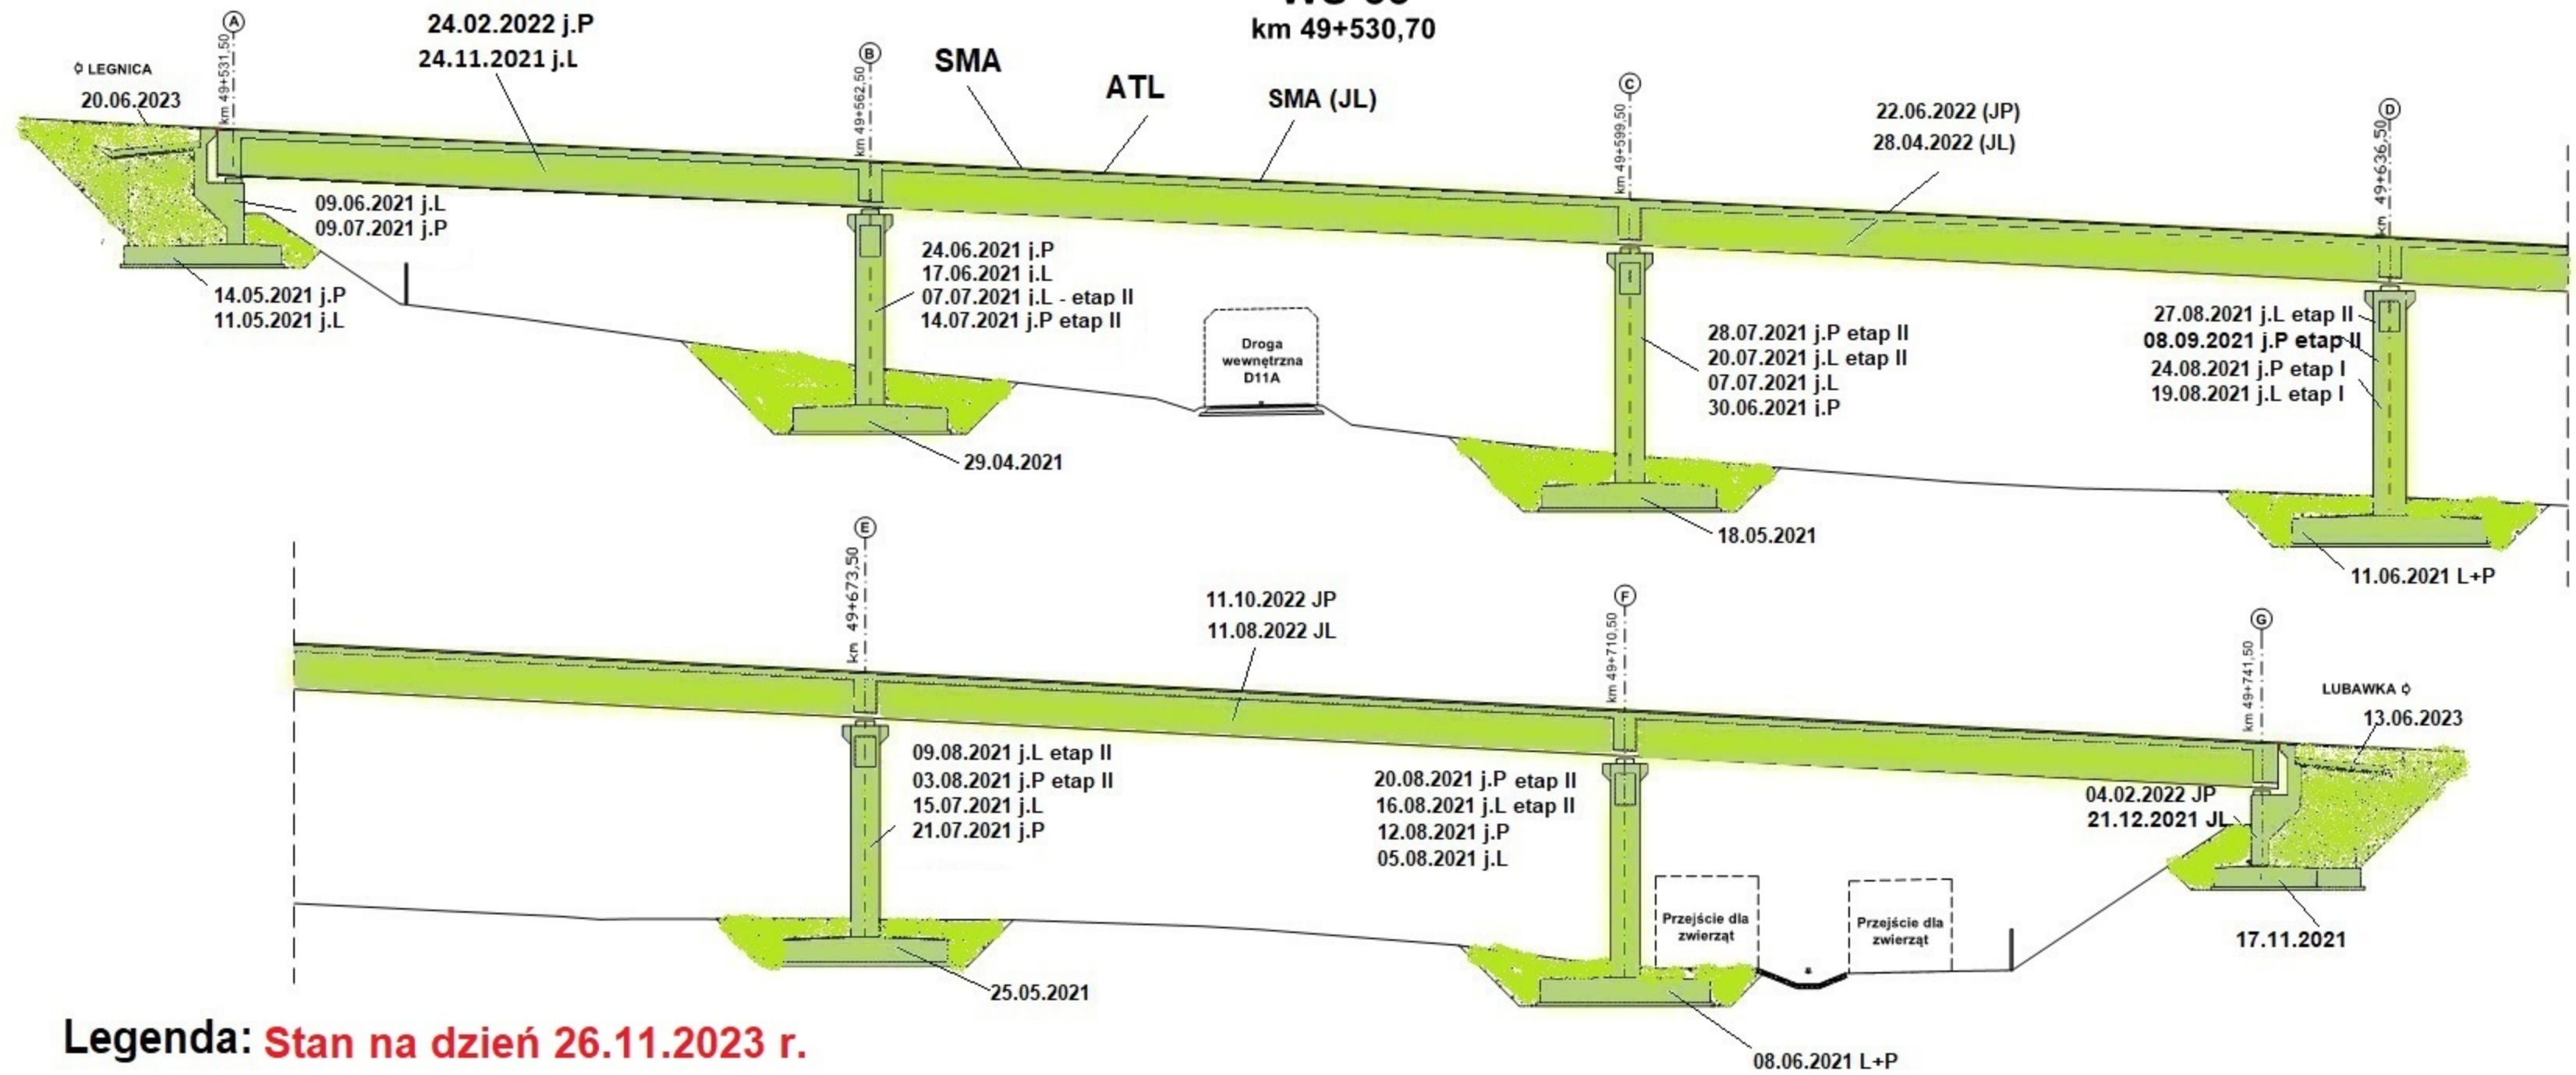 km 49+530,70
A
km 49+531,50
LEGNICA
20.06.2023
24.02.2022 j.P
24.11.2021 j.L
B
km 49+562,50
SMA
ATL
SMA (JL)
C
km 49+599,50
22.06.2022 (JP)
28.04.2022 (JL)
D
km 49+636,50
09.06.2021 j.L
09.07.2021 j.P
14.05.2021 j.P
11.05.2021 j.L
24.06.2021 j.P
17.06.2021 j.L
07.07.2021 j.L - etap II
14.07.2021 j.P etap II
29.04.2021
Droga
wewnętrzna
D11A
28.07.2021 j.P etap II
20.07.2021 j.L etap II
07.07.2021 j.L
30.06.2021 j.P
18.05.2021
27.08.2021 j.L etap II
08.09.2021 j.P etap II
24.08.2021 j.P etap I
19.08.2021 j.L etap I
11.06.2021 L+P
E
km 49+673,50
11.10.2022 JP
11.08.2022 JL
F
km 49+710,50
G
km 49+741,50
LUBAWKA
13.06.2023
09.08.2021 j.L etap II
03.08.2021 j.P etap II
15.07.2021 j.L
21.07.2021 j.P
25.05.2021
20.08.2021 j.P etap II
16.08.2021 j.L etap II
12.08.2021 j.P
05.08.2021 j.L
Przejście dla
zwierząt
Przejście dla
zwierząt
04.02.2022 JP
21.12.2021 JL
17.11.2021
08.06.2021 L+P
Legenda: Stan na dzień 26.11.2023 r.